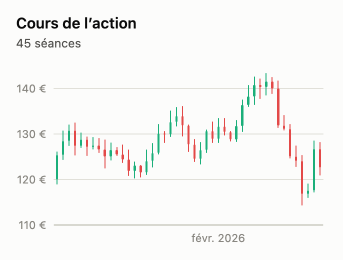 Cours de l’action
45 séances
140 €
130 €
120 €
110 €
févr. 2026